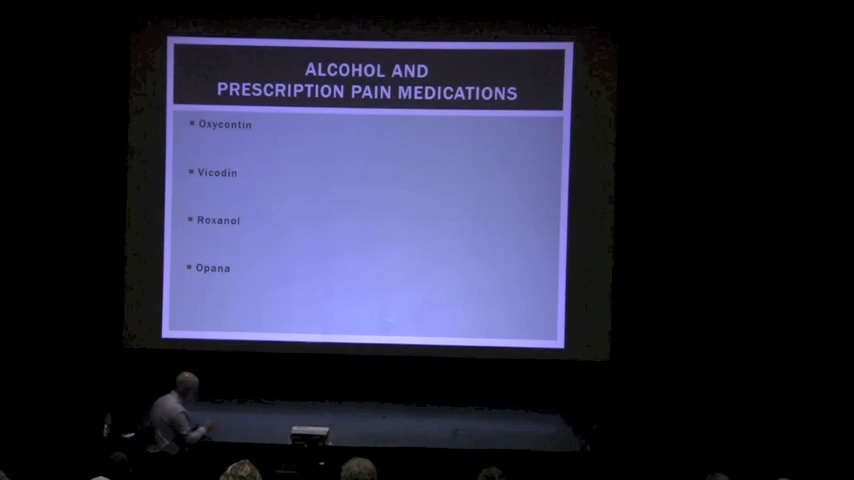 ALCOHOL AND
PRESCRIPTION PAIN MEDICATIONS
▪ Oxycontin
▪ Vicodin
▪ Roxanol
▪ Opana